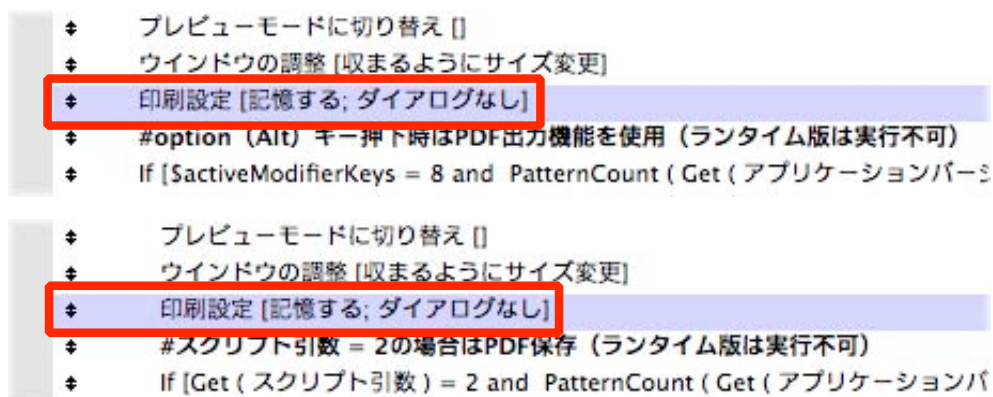 プレビューモードに切り替え []
ウインドウの調整 [収まるようにサイズ変更]
印刷設定 [記憶する; ダイアログなし]
#option（Alt）キー押下時はPDF出力機能を使用（ランタイム版は実行不可）
If [$activeModifierKeys = 8 and PatternCount ( Get ( アプリケーションバージ
プレビューモードに切り替え []
ウインドウの調整 [収まるようにサイズ変更]
印刷設定 [記憶する; ダイアログなし]
#スクリプト引数 = 2の場合はPDF保存（ランタイム版は実行不可）
If [Get ( スクリプト引数 ) = 2 and PatternCount ( Get ( アプリケーションバ